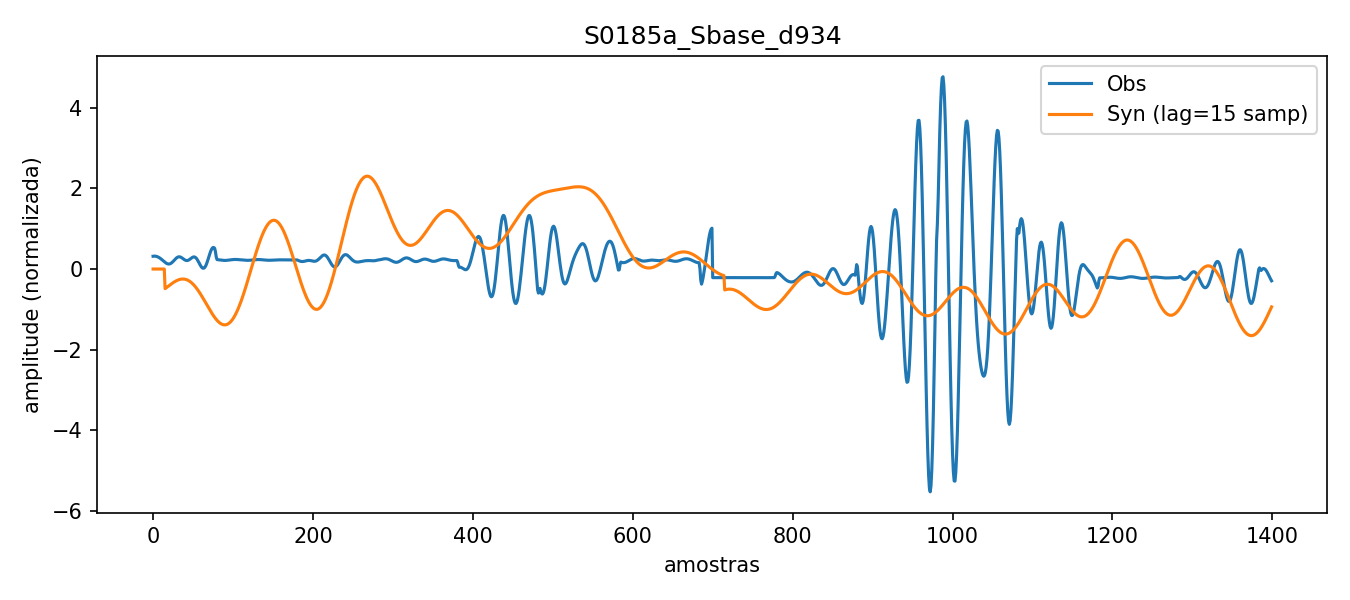 S0185a_Sbase_d934
Obs
Syn (lag=15 samp)
amplitude (normalizada)
4
2
0
−2
−4
−6
0 200 400 600 800 1000 1200 1400
amostras